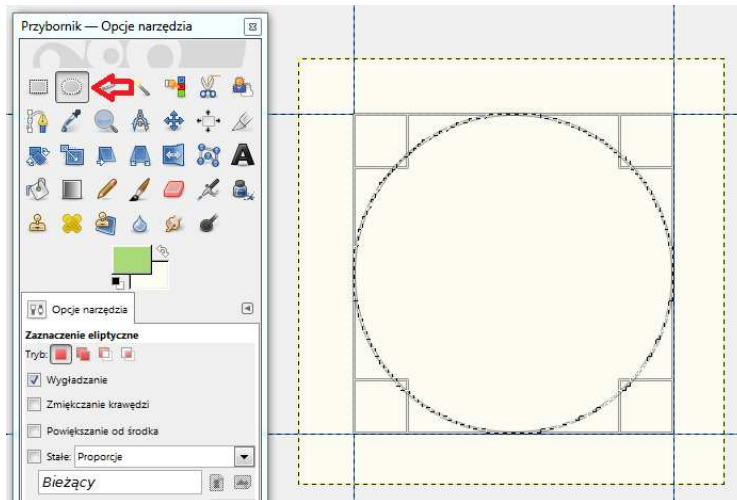 Przybornik — Opcje narzędzia
A
Opcje narzędzia
Zaznaczenie eliptyczne
Tryb:
Wygładzanie
Zmiękczanie krawędzi
Powiększanie od środka
Stałe: Proporcje
Bieżący